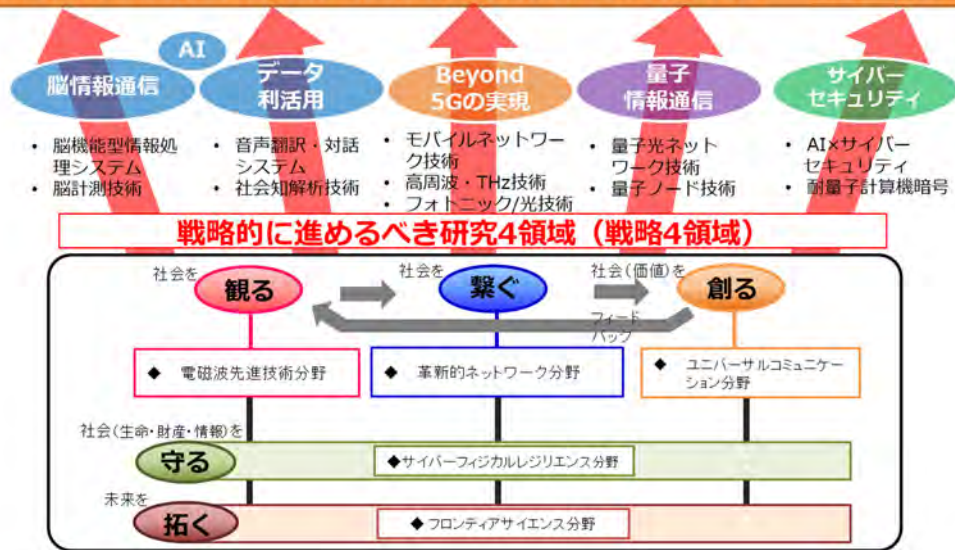 AI
脳情報通信
データ
利活用
Beyond
5Gの実現
量子
情報通信
サイバー
セキュリティ
• 脳機能型情報処
理システム
• 脳計測技術
• 音声翻訳・対話
システム
• 社会知解析技術
• モバイルネットワー
ク技術
• 高周波・THz技術
• フォトニック/光技術
• 量子光ネット
ワーク技術
• 量子ノード技術
• AI×サイバー
セキュリティ
• 耐量子計算機暗号
戦略的に進めるべき研究4領域（戦略4領域）
社会を
観る
社会を
繋ぐ
社会(価値)を
創る
フィード
バック
◆ 電磁波先進技術分野
◆ 革新的ネットワーク分野
◆ ユニバーサルコミュニケー
ション分野
社会(生命・財産・情報)を
守る
◆サイバーフィジカルレジリエンス分野
未来を
拓く
◆フロンティアサイエンス分野